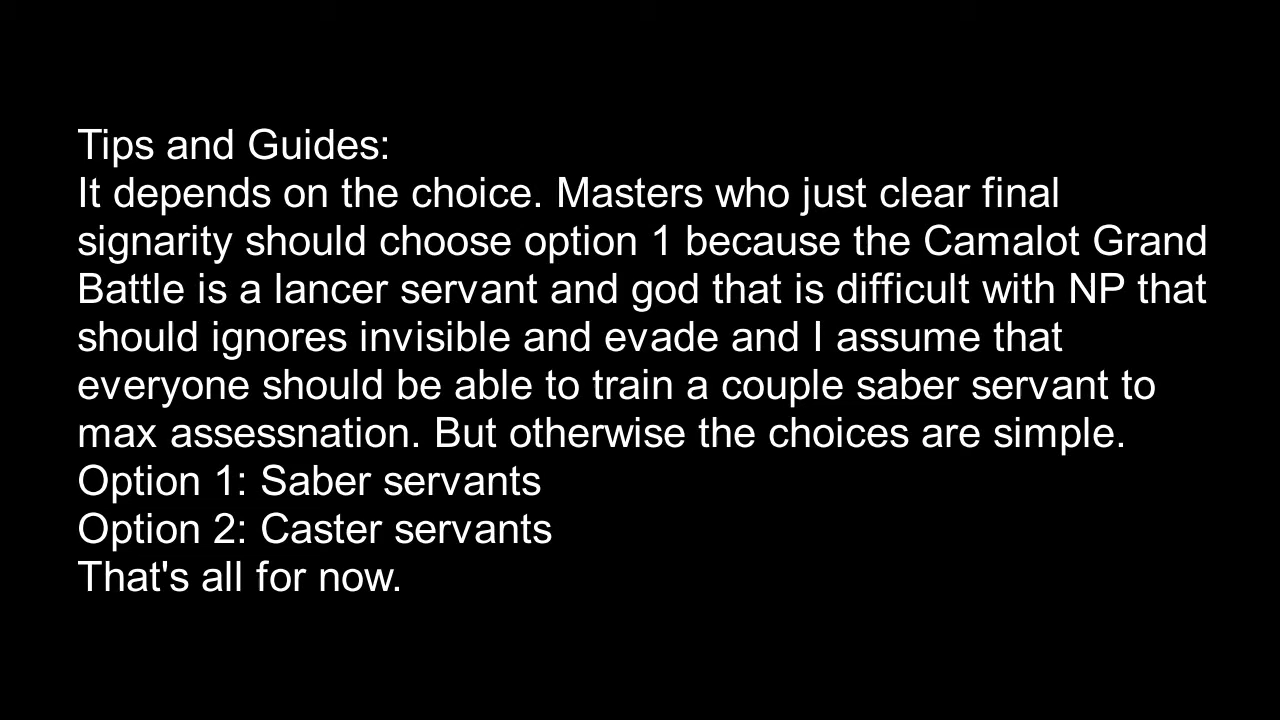 Tips and Guides:
It depends on the choice. Masters who just clear final
signarity should choose option 1 because the Camalot Grand
Battle is a lancer servant and god that is difficult with NP that
should ignores invisible and evade and I assume that
everyone should be able to train a couple saber servant to
max assessnation. But otherwise the choices are simple.
Option 1: Saber servants
Option 2: Caster servants
That's all for now.